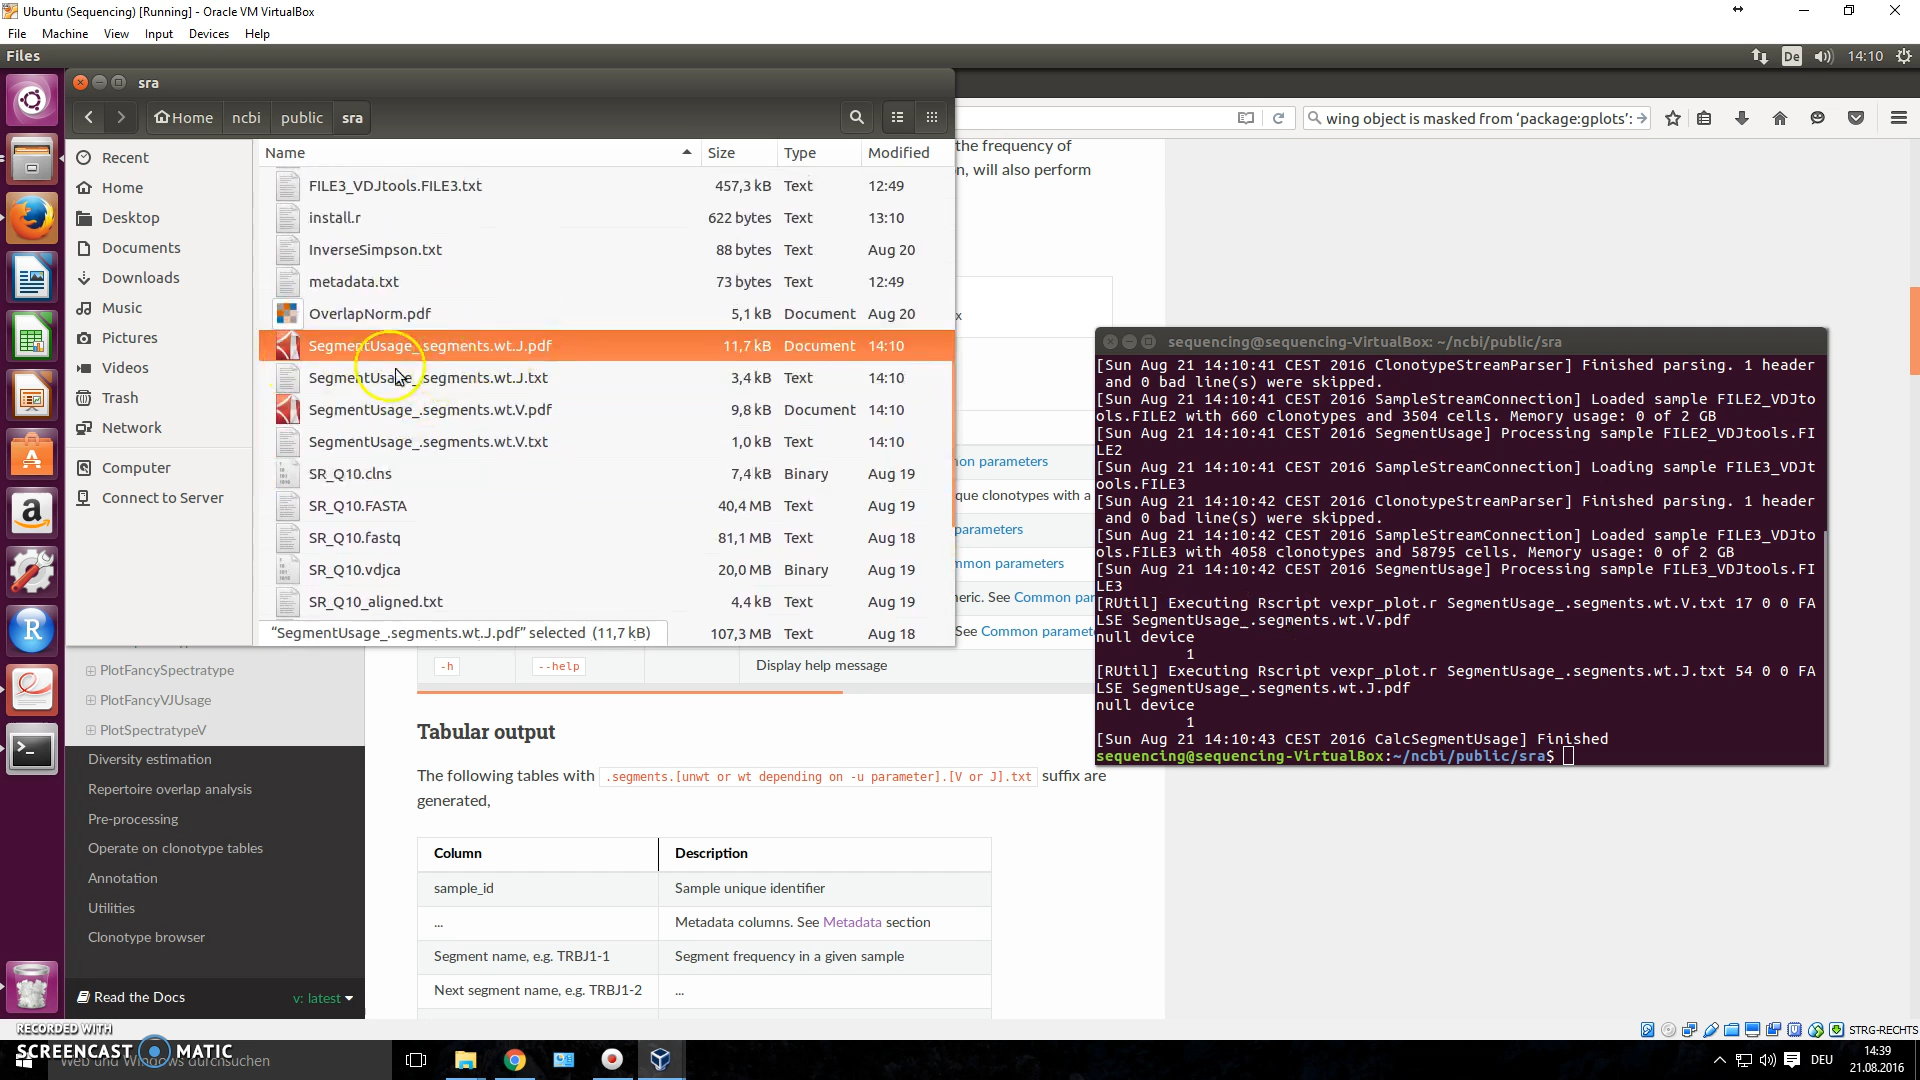 Ubuntu (Sequencing) [Running] - Oracle VM VirtualBox
File Machine View Input Devices Help
Files
De
14:10
sra
Home ncbi public sra
wing object is masked from ‘package:gplots’:
Name Size Type Modified
Recent
Home
Desktop
Documents
Downloads
Music
Pictures
Videos
Trash
Network
Computer
Connect to Server
FILE3_VDJtools.FILE3.txt 457,3 kB Text 12:49
install.r 622 bytes Text 13:10
InverseSimpson.txt 88 bytes Text Aug 20
metadata.txt 73 bytes Text 12:49
OverlapNorm.pdf 5,1 kB Document Aug 20
SegmentUsage_.segments.wt.J.pdf 11,7 kB Document 14:10
SegmentUsage_.segments.wt.J.txt 3,4 kB Text 14:10
SegmentUsage_.segments.wt.V.pdf 9,8 kB Document 14:10
SegmentUsage_.segments.wt.V.txt 1,0 kB Text 14:10
SR_Q10.clns 7,4 kB Binary Aug 19
SR_Q10.FASTA 40,4 MB Text Aug 19
SR_Q10.fastq 81,1 MB Text Aug 18
SR_Q10.vdjca 20,0 MB Binary Aug 19
SR_Q10_aligned.txt 4,4 kB Text Aug 19
107,3 MB Text Aug 18
“SegmentUsage_.segments.wt.J.pdf” selected (11,7 kB)
the frequency of
n, will also perform
x
on parameters
que clonotypes with a
parameters
mmon parameters
neric. See Common par
See Common paramete
-h --help Display help message
PlotFancySpectratype
PlotFancyVJUsage
PlotSpectratypeV
Diversity estimation
Repertoire overlap analysis
Pre-processing
Operate on clonotype tables
Annotation
Utilities
Clonotype browser
Read the Docs v: latest
Tabular output
The following tables with .segments.[unwt or wt depending on -u parameter].[V or J].txt suffix are
generated,
Column Description
sample_id Sample unique identifier
... Metadata columns. See Metadata section
Segment name, e.g. TRBJ1-1 Segment frequency in a given sample
Next segment name, e.g. TRBJ1-2 ...
sequencing@sequencing-VirtualBox: ~/ncbi/public/sra
[Sun Aug 21 14:10:41 CEST 2016 ClonotypeStreamParser] Finished parsing. 1 header
and 0 bad line(s) were skipped.
[Sun Aug 21 14:10:41 CEST 2016 SampleStreamConnection] Loaded sample FILE2_VDJto
ols.FILE2 with 660 clonotypes and 3504 cells. Memory usage: 0 of 2 GB
[Sun Aug 21 14:10:41 CEST 2016 SegmentUsage] Processing sample FILE2_VDJtools.FI
LE2
[Sun Aug 21 14:10:41 CEST 2016 SampleStreamConnection] Loading sample FILE3_VDJt
ools.FILE3
[Sun Aug 21 14:10:42 CEST 2016 ClonotypeStreamParser] Finished parsing. 1 header
and 0 bad line(s) were skipped.
[Sun Aug 21 14:10:42 CEST 2016 SampleStreamConnection] Loaded sample FILE3_VDJto
ols.FILE3 with 4058 clonotypes and 58795 cells. Memory usage: 0 of 2 GB
[Sun Aug 21 14:10:42 CEST 2016 SegmentUsage] Processing sample FILE3_VDJtools.FI
LE3
[RUtil] Executing Rscript vexpr_plot.r SegmentUsage_.segments.wt.V.txt 17 0 0 FA
LSE SegmentUsage_.segments.wt.V.pdf
null device
1
[RUtil] Executing Rscript vexpr_plot.r SegmentUsage_.segments.wt.J.txt 54 0 0 FA
LSE SegmentUsage_.segments.wt.J.pdf
null device
1
[Sun Aug 21 14:10:43 CEST 2016 CalcSegmentUsage] Finished
sequencing@sequencing-VirtualBox:~/ncbi/public/sra$
STRG-RECHTS
RECORDED WITH
SCREENCAST MATIC
Web und Windows durchsuchen
DEU
14:39
21.08.2016